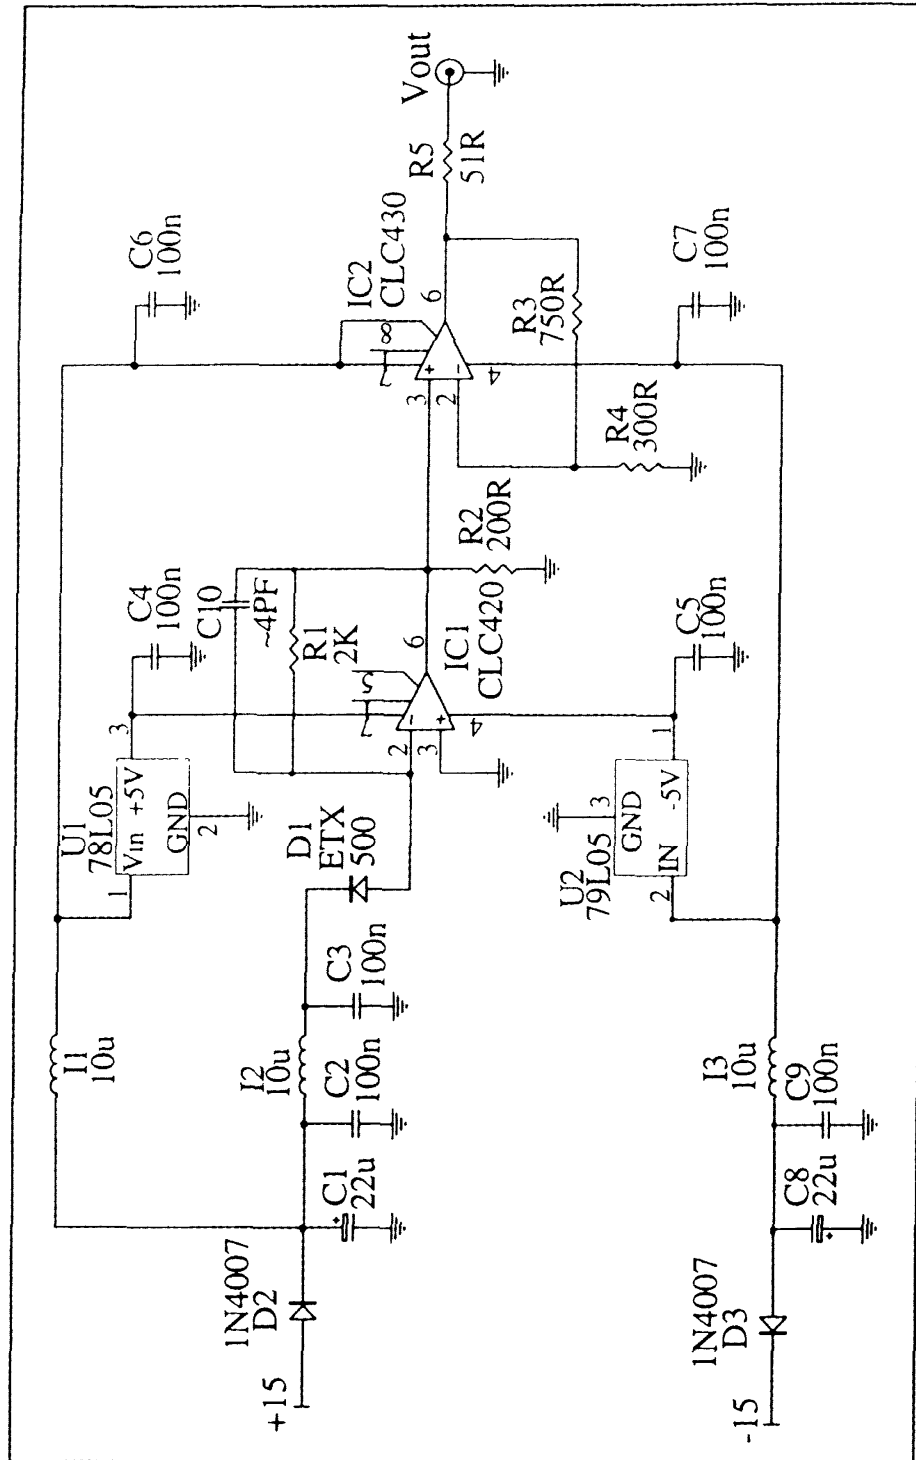 +15
1N4007
D2
C1
22u
I1
10u
I2
10u
C2
100n
C3
100n
U1
78L05
Vin +5V
GND
1
2
3
D1
ETX
500
C4
100n
C10
~4PF
R1
2K
2
3
7
5
4
6
IC1
CLC420
R2
200R
C6
100n
IC2
CLC430
3
2
7
8
4
6
R3
750R
R4
300R
R5
51R
Vout
C7
100n
C5
100n
U2
79L05
IN -5V
GND
2
3
1
I3
10u
C9
100n
C8
22u
1N4007
D3
-15